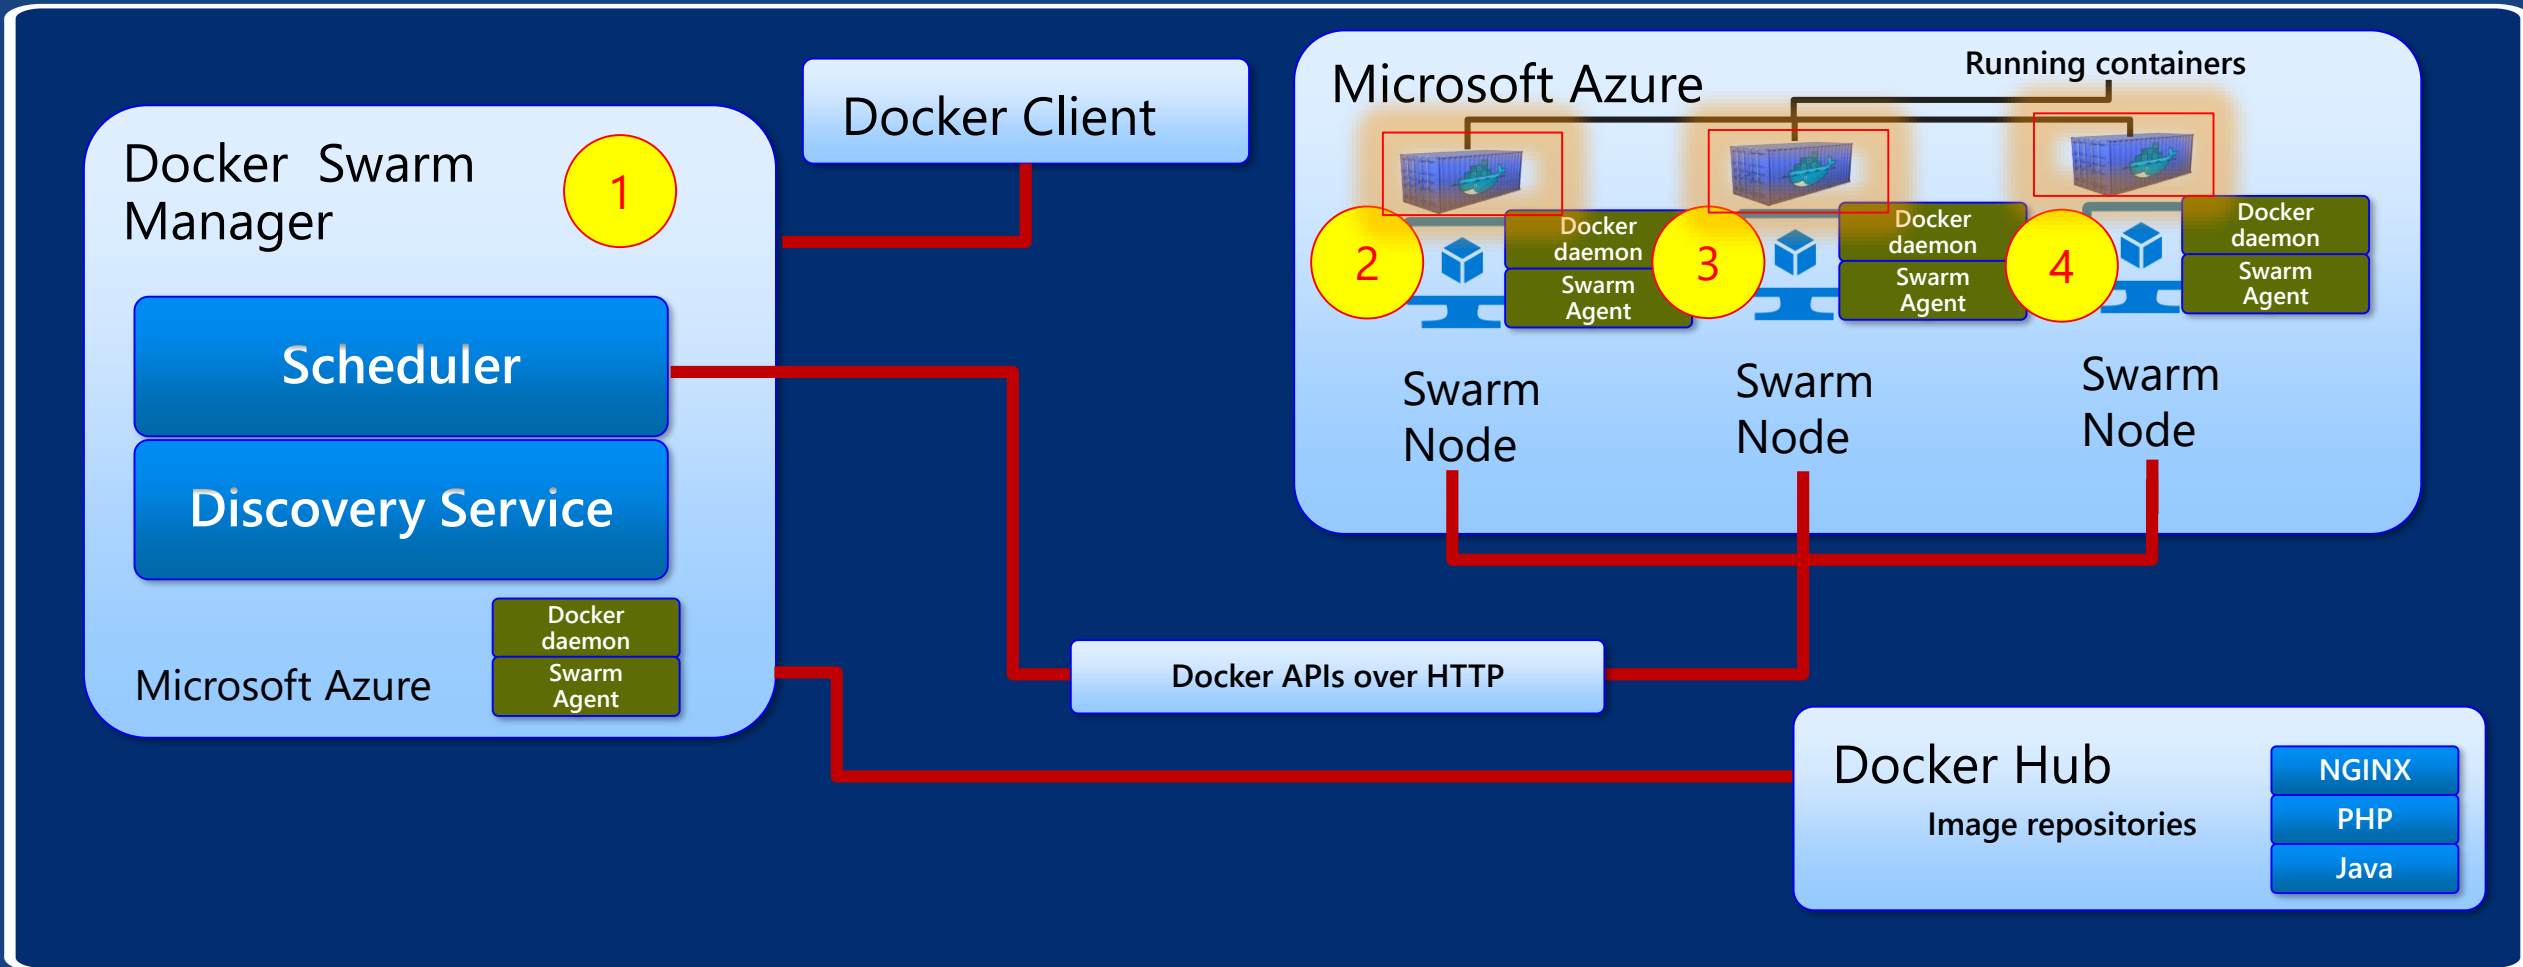 Docker Swarm
Manager
1
Scheduler
Discovery Service
Docker
daemon
Swarm
Agent
Microsoft Azure
Docker Client
Microsoft Azure
Running containers
2
Docker
daemon
Swarm
Agent
Swarm
Node
3
Docker
daemon
Swarm
Agent
Swarm
Node
4
Docker
daemon
Swarm
Agent
Swarm
Node
Docker APIs over HTTP
Docker Hub
Image repositories
NGINX
PHP
Java